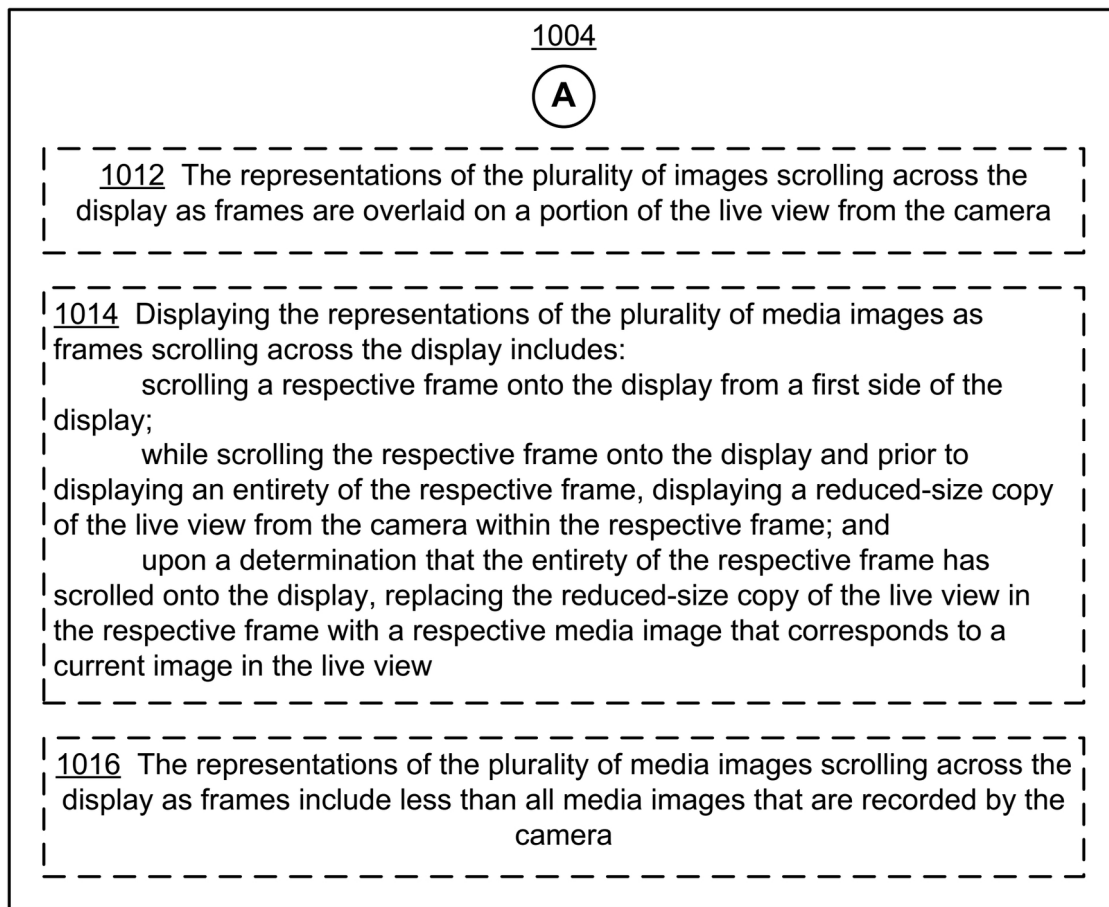 1004
A
1012 The representations of the plurality of images scrolling across the
display as frames are overlaid on a portion of the live view from the camera
1014 Displaying the representations of the plurality of media images as
frames scrolling across the display includes:
scrolling a respective frame onto the display from a first side of the
display;
while scrolling the respective frame onto the display and prior to
displaying an entirety of the respective frame, displaying a reduced-size copy
of the live view from the camera within the respective frame; and
upon a determination that the entirety of the respective frame has
scrolled onto the display, replacing the reduced-size copy of the live view in
the respective frame with a respective media image that corresponds to a
current image in the live view
1016 The representations of the plurality of media images scrolling across the
display as frames include less than all media images that are recorded by the
camera